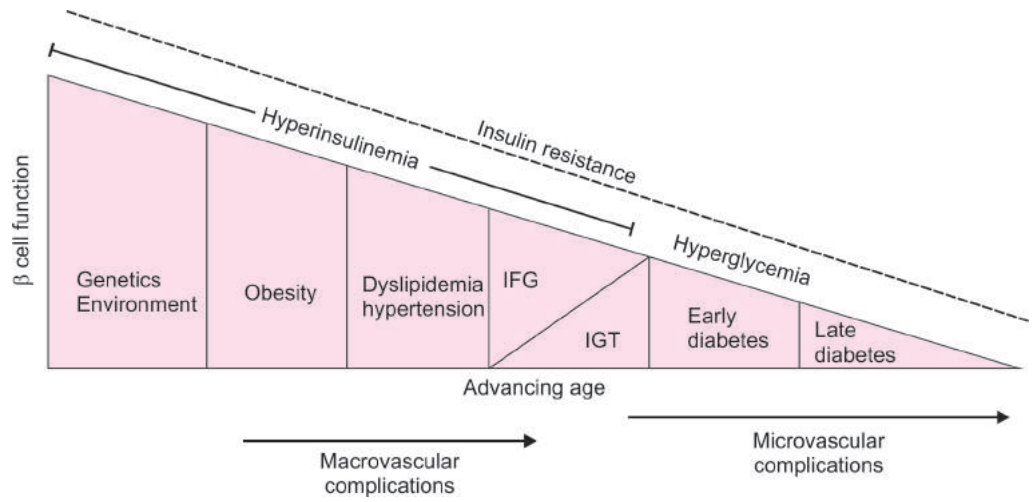 Hyperinsulinemia
Insulin resistance
Hyperglycemia
β cell function
Genetics
Environment
Obesity
Dyslipidemia
hypertension
IFG
IGT
Early
diabetes
Late
diabetes
Advancing age
Macrovascular
complications
Microvascular
complications